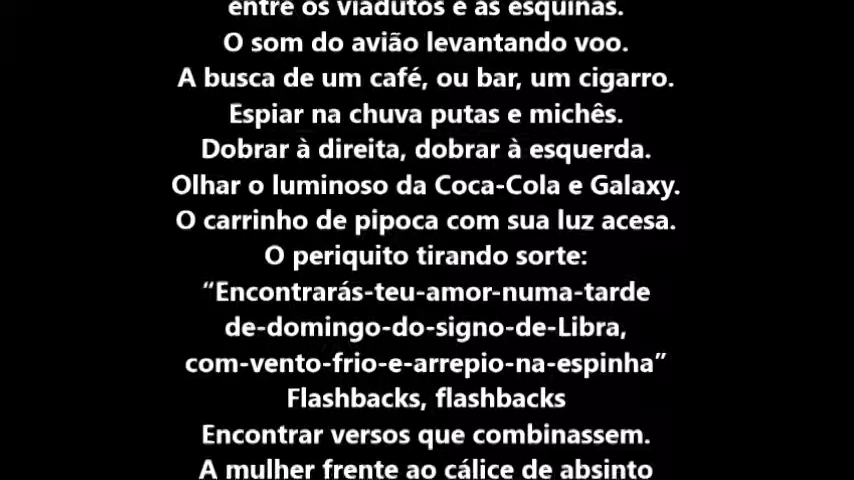 entre os viadutos e as esquinas.
O som do avião levantando voo.
A busca de um café, ou bar, um cigarro.
Espiar na chuva putas e michês.
Dobrar à direita, dobrar à esquerda.
Olhar o luminoso da Coca-Cola e Galaxy.
O carrinho de pipoca com sua luz acesa.
O periquito tirando sorte:
“Encontrarás-teu-amor-numa-tarde
de-domingo-do-signo-de-Libra,
com-vento-frio-e-arrepio-na-espinha”
Flashbacks, flashbacks
Encontrar versos que combinassem.
A mulher frente ao cálice de absinto